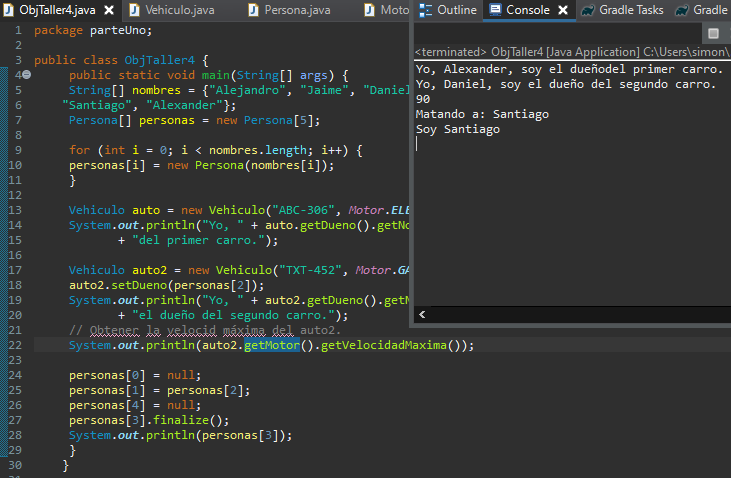 ObjTaller4.java Vehiculo.java Persona.java Moto
Outline Console Gradle Tasks Gradle
1 package parteUno;
2
3 public class ObjTaller4 {
4 public static void main(String[] args) {
5 String[] nombres = {"Alejandro", "Jaime", "Daniel
6 "Santiago", "Alexander"};
7 Persona[] personas = new Persona[5];
8
9 for (int i = 0; i < nombres.length; i++) {
10 personas[i] = new Persona(nombres[i]);
11 }
12
13 Vehiculo auto = new Vehiculo("ABC-306", Motor.ELE
14 System.out.println("Yo, " + auto.getDueno().getNo
15 + "del primer carro.");
16
17 Vehiculo auto2 = new Vehiculo("TXT-452", Motor.GA
18 auto2.setDueno(personas[2]);
19 System.out.println("Yo, " + auto2.getDueno().getN
20 + "el dueño del segundo carro.");
21 // Obtener la velocid máxima del auto2.
22 System.out.println(auto2.getMotor().getVelocidadMaxima());
23
24 personas[0] = null;
25 personas[1] = personas[2];
26 personas[4] = null;
27 personas[3].finalize();
28 System.out.println(personas[3]);
29 }
30 }
<terminated> ObjTaller4 [Java Application] C:\Users\simon\
Yo, Alexander, soy el dueñodel primer carro.
Yo, Daniel, soy el dueño del segundo carro.
90
Matando a: Santiago
Soy Santiago